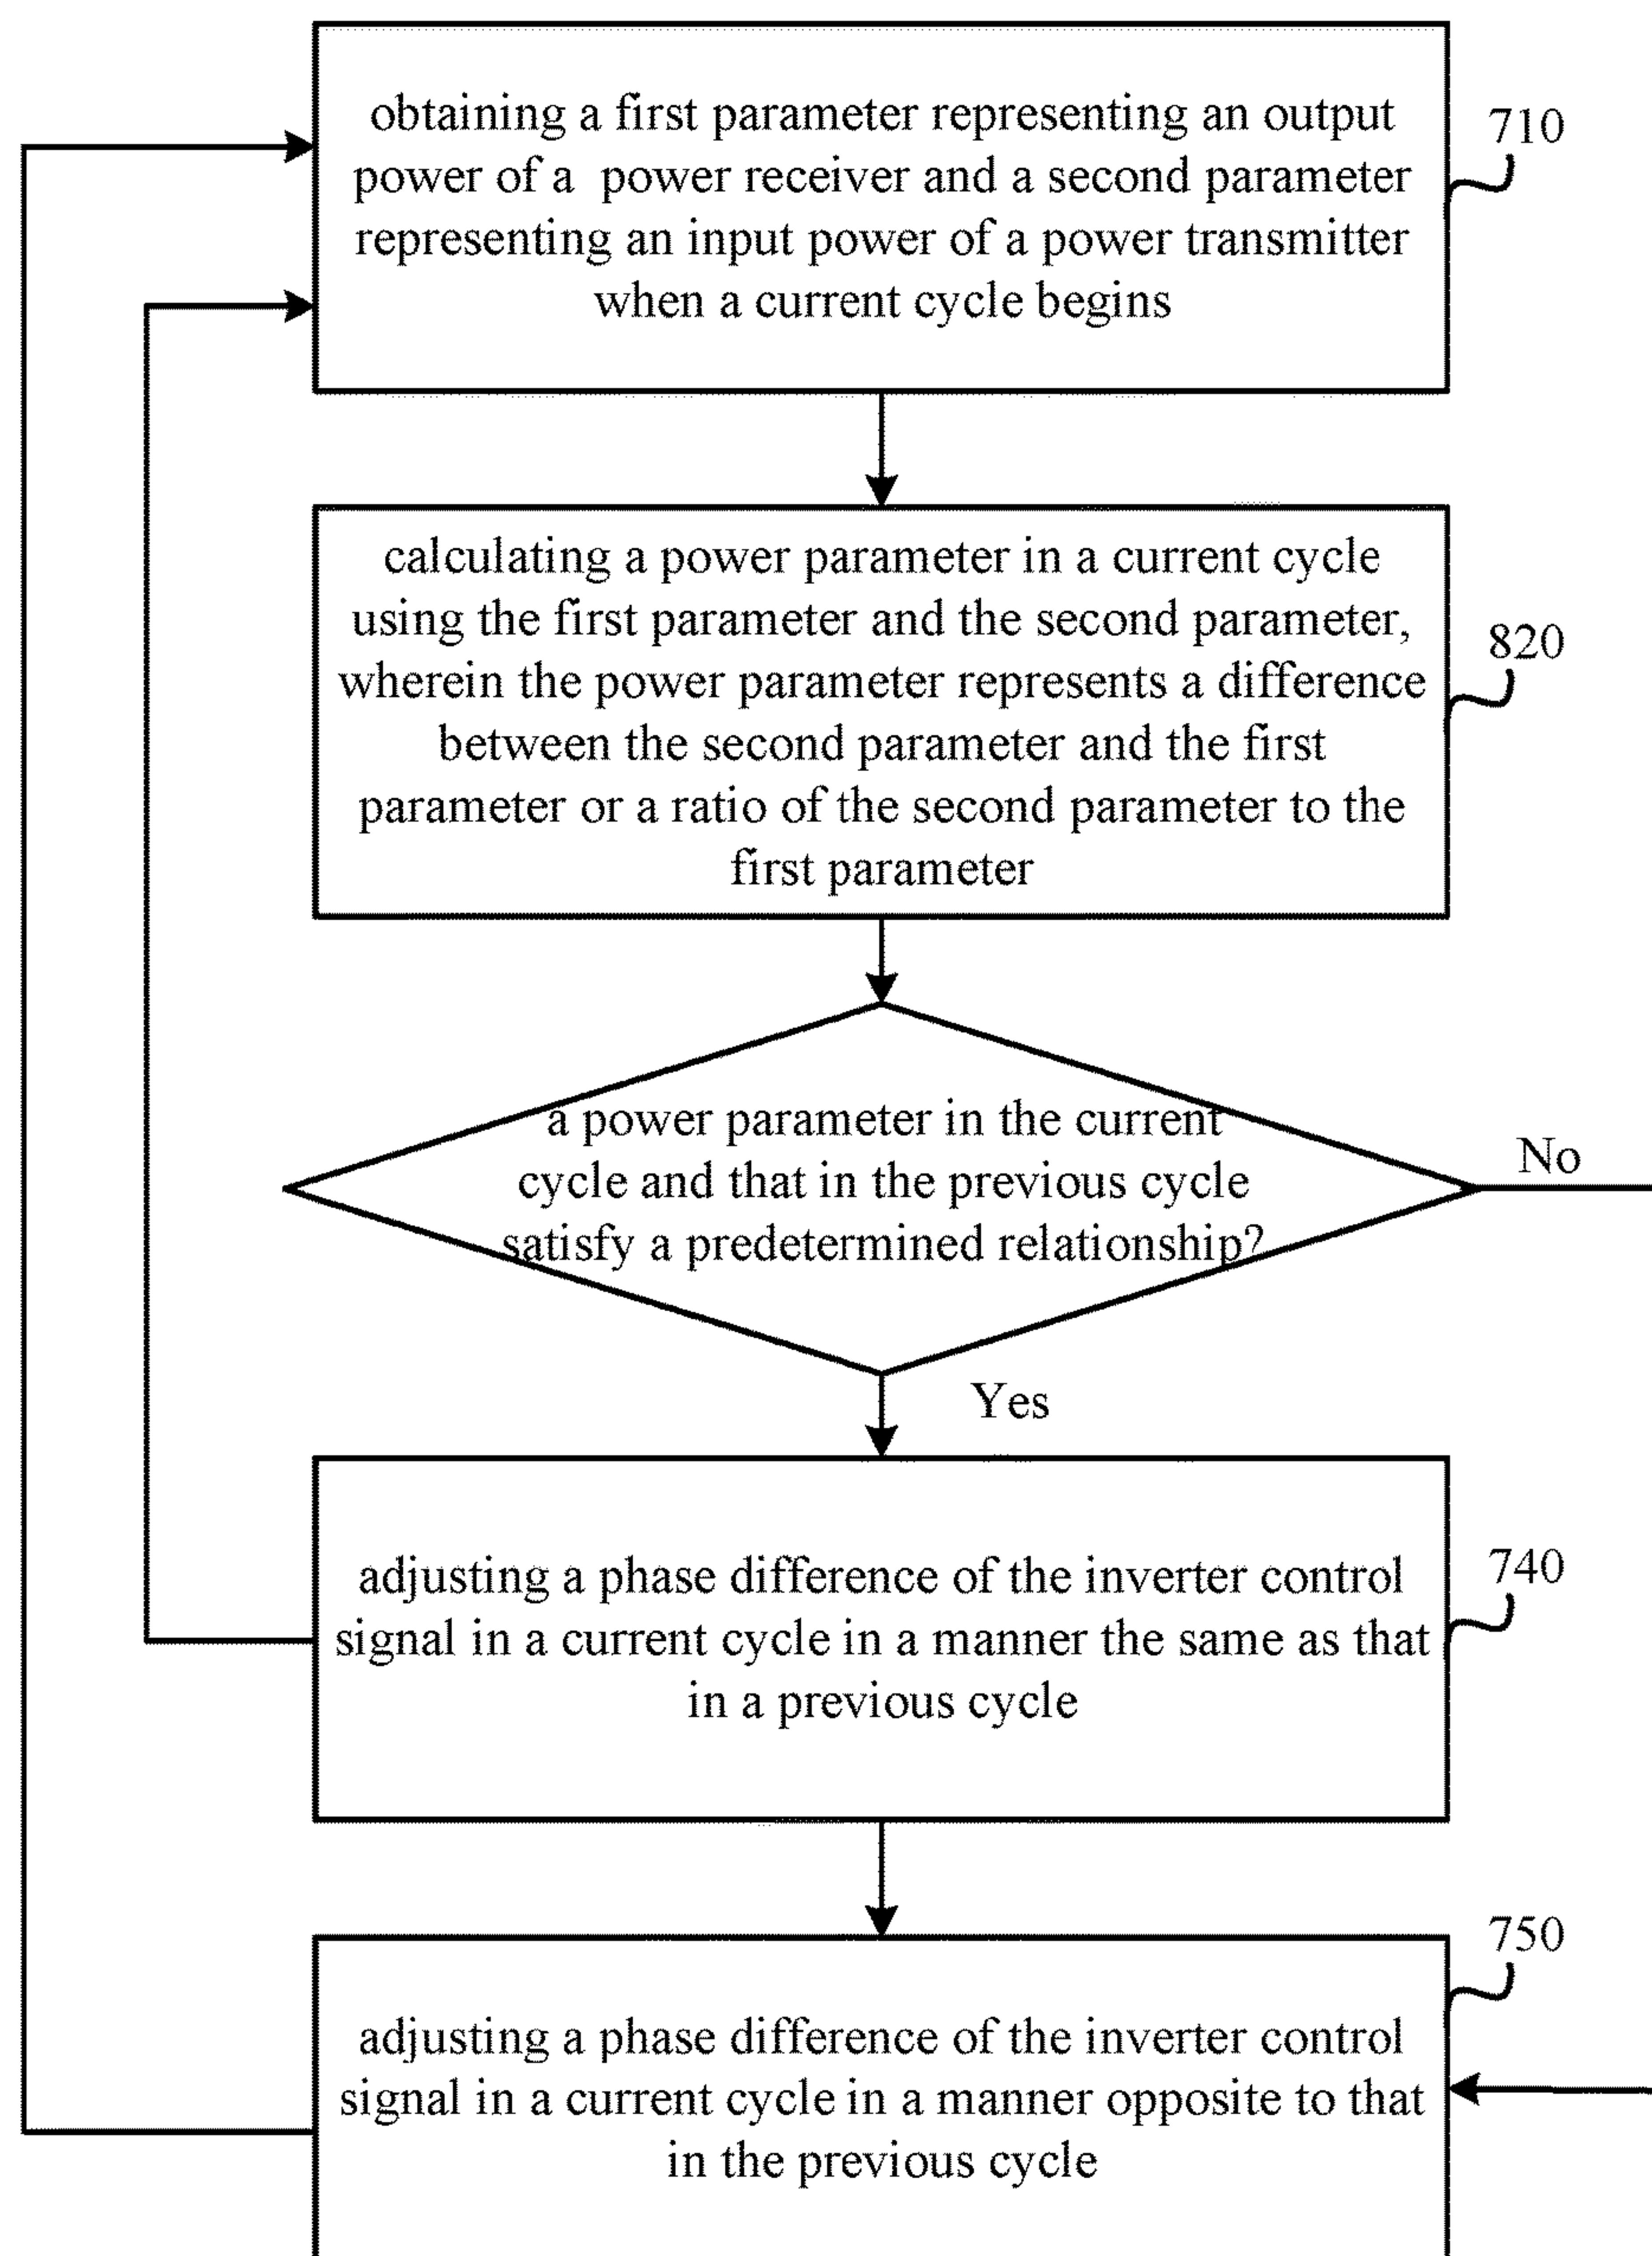 obtaining a first parameter representing an output
power of a power receiver and a second parameter
representing an input power of a power transmitter
when a current cycle begins
710
calculating a power parameter in a current cycle
using the first parameter and the second parameter,
wherein the power parameter represents a difference
between the second parameter and the first
parameter or a ratio of the second parameter to the
first parameter
820
a power parameter in the current
cycle and that in the previous cycle
satisfy a predetermined relationship?
No
Yes
adjusting a phase difference of the inverter control
signal in a current cycle in a manner the same as that
in a previous cycle
740
adjusting a phase difference of the inverter control
signal in a current cycle in a manner opposite to that
in the previous cycle
750